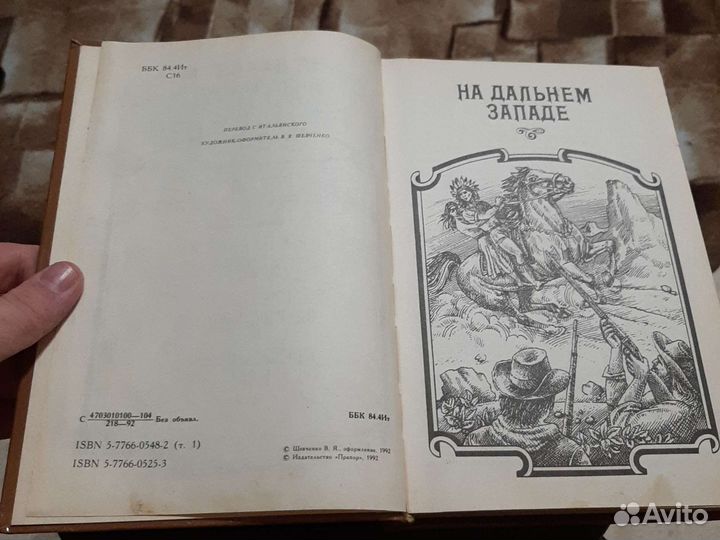 ББК 84.4Ит
С16
ПЕРЕВОД С ИТАЛЬЯНСКОГО
ХУДОЖНИК-ОФОРМИТЕЛЬ В. Я. ШЕВЧЕНКО
С 4703010100—104 Без объявл.
218—92
ББК 84.4Ит
ISBN 5-7766-0548-2 (т. 1)
ISBN 5-7766-0525-3
© Шевченко В. Я., оформление, 1992
© Издательство «Прапор», 1992
НА ДАЛЬНЕМ
ЗАПАДЕ
Avito